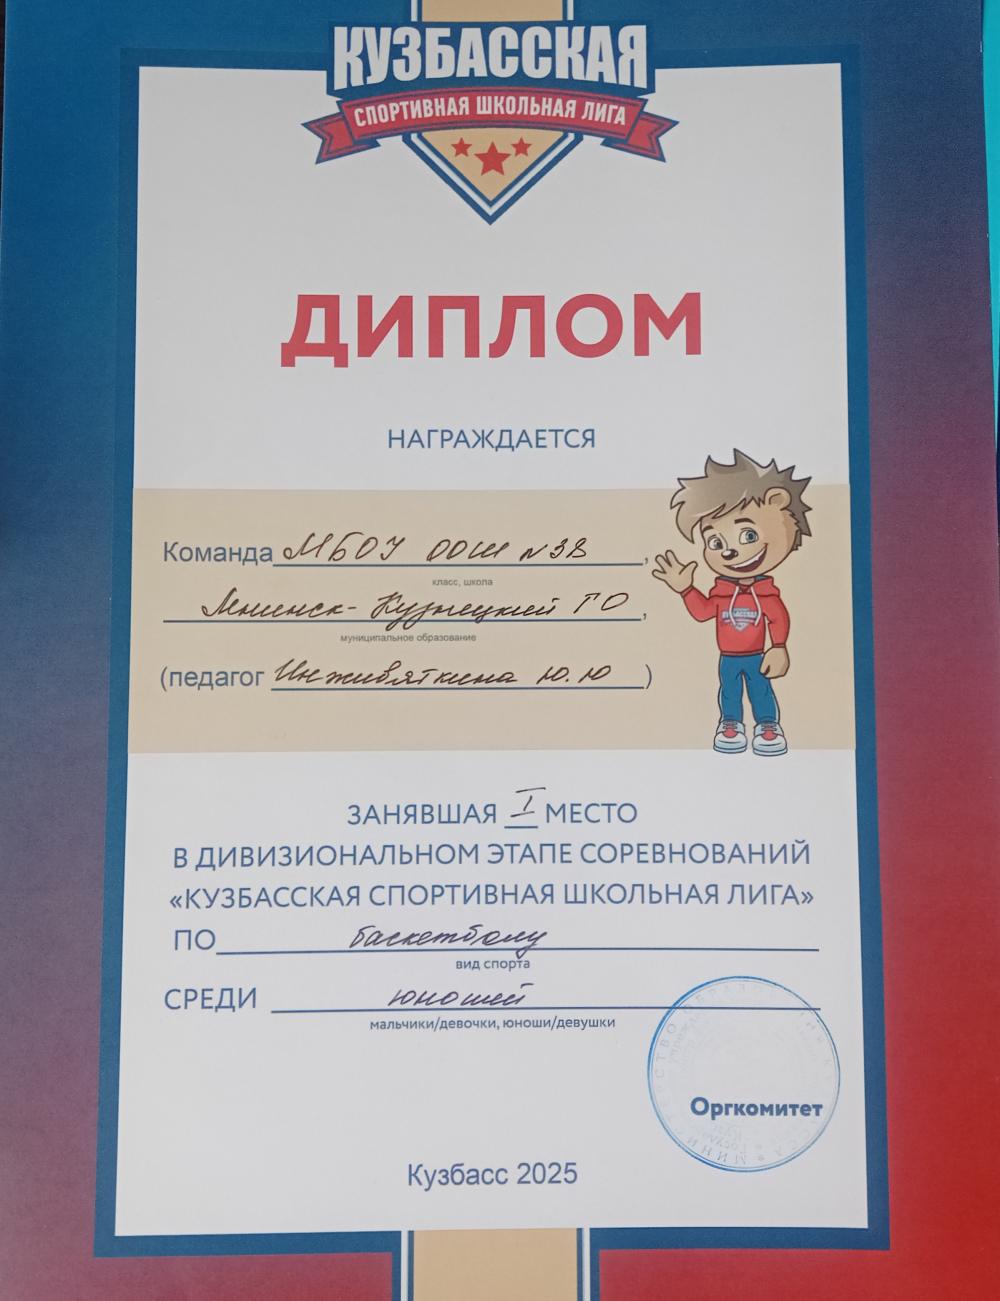 КУЗБАССКАЯ
СПОРТИВНАЯ ШКОЛЬНАЯ ЛИГА
ДИПЛОМ
НАГРАЖДАЕТСЯ
Команда МБОУ ООШ №38,
класс, школа
Ленинск-Кузнецкий ГО,
муниципальное образование
(педагог Инживяткина Ю.Ю)
ЗАНЯВШАЯ I МЕСТО
В ДИВИЗИОНАЛЬНОМ ЭТАПЕ СОРЕВНОВАНИЙ
«КУЗБАССКАЯ СПОРТИВНАЯ ШКОЛЬНАЯ ЛИГА»
ПО баскетболу
вид спорта
СРЕДИ юношей
мальчики/девочки, юноши/девушки
Оргкомитет
Кузбасс 2025